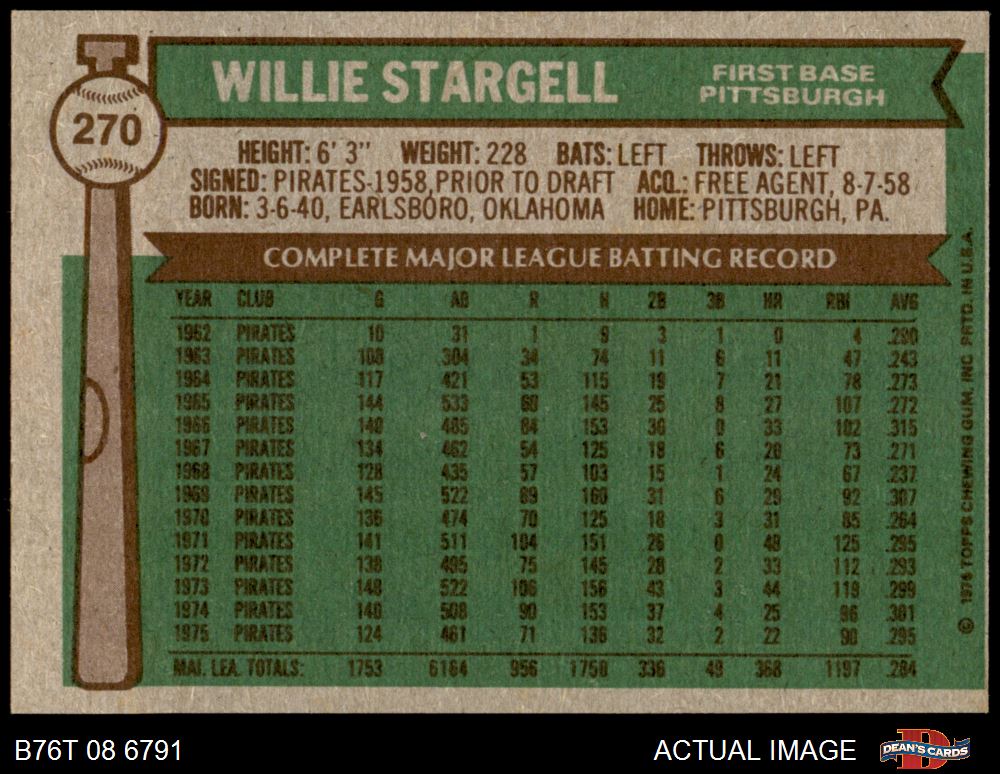 WILLIE STARGELL
FIRST BASE
PITTSBURGH
270
HEIGHT: 6' 3" WEIGHT: 228 BATS: LEFT THROWS: LEFT
SIGNED: PIRATES-1958, PRIOR TO DRAFT ACQ.: FREE AGENT, 8-7-58
BORN: 3-6-40, EARLSBORO, OKLAHOMA HOME: PITTSBURGH, PA.
COMPLETE MAJOR LEAGUE BATTING RECORD
YEAR CLUB G AB R H 2B 3B HR RBI AVG
1962 PIRATES 10 31 1 9 3 1 0 4 .290
1963 PIRATES 108 304 34 74 11 6 11 47 .243
1964 PIRATES 117 421 53 115 19 7 21 78 .273
1965 PIRATES 144 533 68 145 25 8 27 107 .272
1966 PIRATES 140 485 84 153 30 0 33 102 .315
1967 PIRATES 134 462 54 125 18 6 20 73 .271
1968 PIRATES 128 435 57 103 15 1 24 67 .237
1969 PIRATES 145 522 89 160 31 6 29 92 .307
1970 PIRATES 136 474 70 125 18 3 31 85 .264
1971 PIRATES 141 511 104 151 26 0 48 125 .295
1972 PIRATES 138 495 75 145 28 2 33 112 .293
1973 PIRATES 148 522 106 156 43 3 44 119 .299
1974 PIRATES 140 508 90 153 37 4 25 96 .301
1975 PIRATES 124 461 71 136 32 2 22 90 .295
MAJ. LEA. TOTALS: 1753 6164 956 1750 336 49 368 1197 .284
© 1976 TOPPS CHEWING GUM, INC. PRTD. IN U.S.A.
B76T 08 6791
ACTUAL IMAGE
DEAN'S CARDS